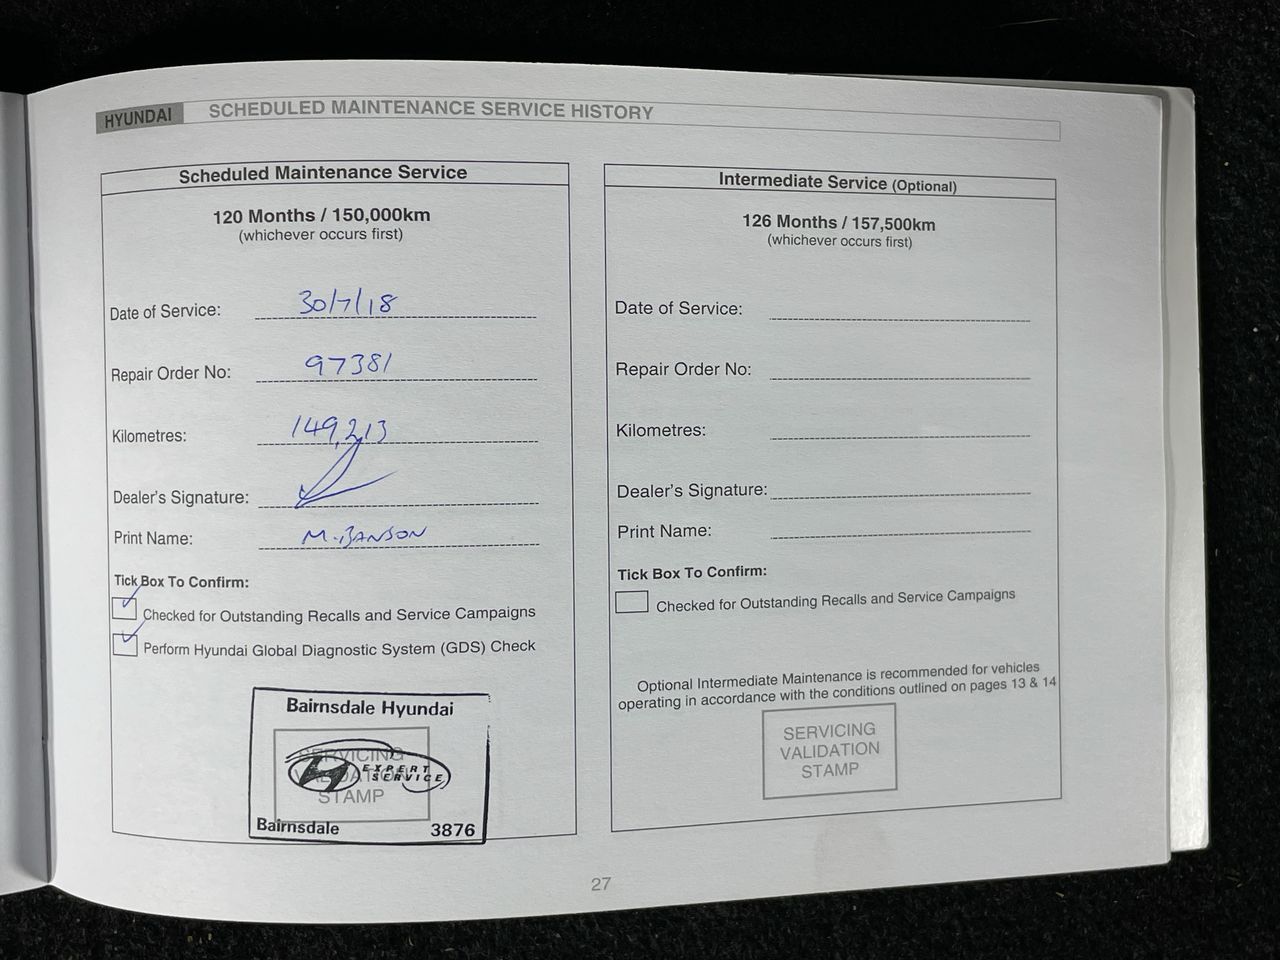 HYUNDAI SCHEDULED MAINTENANCE SERVICE HISTORY
Scheduled Maintenance Service
120 Months / 150,000km
(whichever occurs first)
Date of Service: 30/7/18
Repair Order No: 97381
Kilometres: 149,213
Dealer's Signature:
Print Name: M. BANSON
Tick Box To Confirm:
Checked for Outstanding Recalls and Service Campaigns
Perform Hyundai Global Diagnostic System (GDS) Check
Bairnsdale Hyundai
SERVICING
VALIDATION
STAMP
EXPERT
SERVICE
Bairnsdale 3876
Intermediate Service (Optional)
126 Months / 157,500km
(whichever occurs first)
Date of Service:
Repair Order No:
Kilometres:
Dealer's Signature:
Print Name:
Tick Box To Confirm:
Checked for Outstanding Recalls and Service Campaigns
Optional Intermediate Maintenance is recommended for vehicles
operating in accordance with the conditions outlined on pages 13 & 14
SERVICING
VALIDATION
STAMP
27